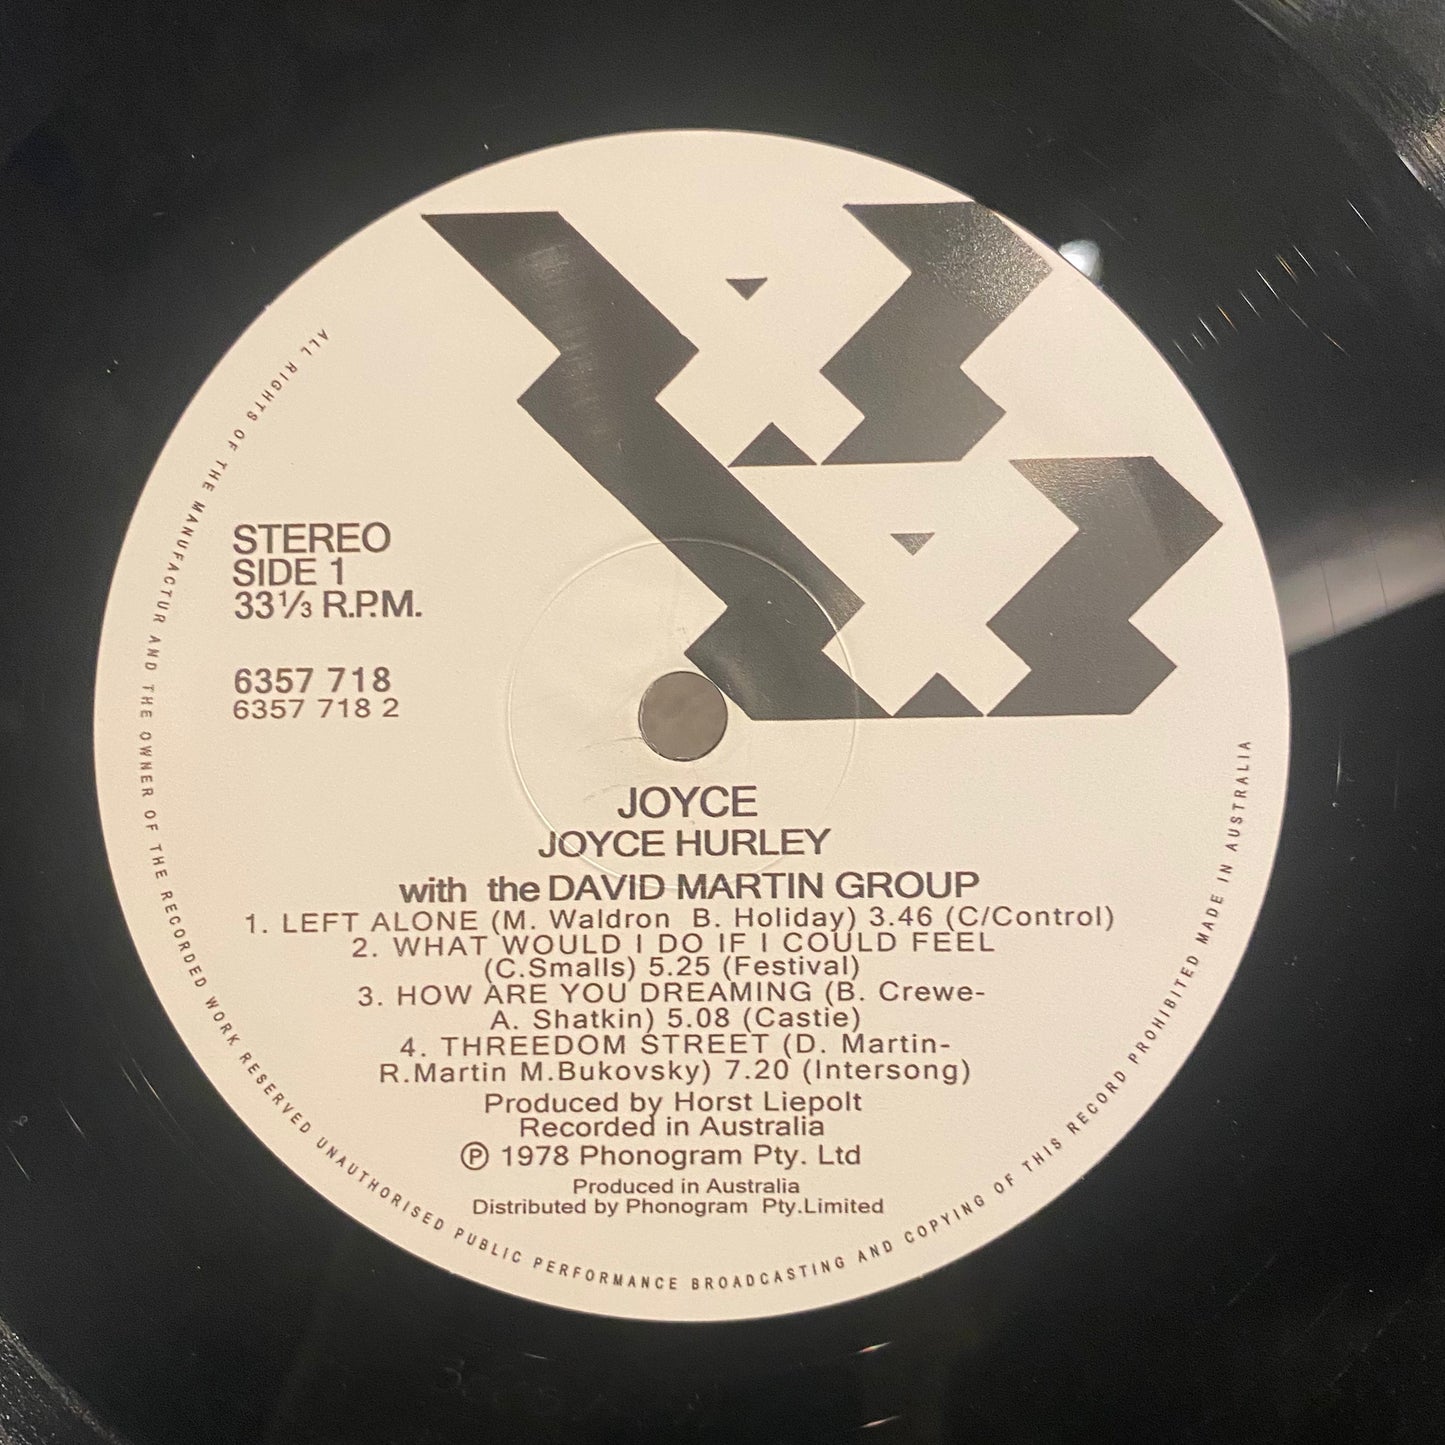 STEREO
SIDE 1
33⅓ R.P.M.
6357 718
6357 718 2
JOYCE
JOYCE HURLEY
with the DAVID MARTIN GROUP
1. LEFT ALONE (M. Waldron B. Holiday) 3.46 (C/Control)
2. WHAT WOULD I DO IF I COULD FEEL
(C.Smalls) 5.25 (Festival)
3. HOW ARE YOU DREAMING (B. Crewe-
A. Shatkin) 5.08 (Castie)
4. THREEDOM STREET (D. Martin-
R.Martin M.Bukovsky) 7.20 (Intersong)
Produced by Horst Liepolt
Recorded in Australia
Ⓟ 1978 Phonogram Pty. Ltd
Produced in Australia
Distributed by Phonogram Pty.Limited
ALL RIGHTS OF THE MANUFACTUR AND THE OWNER OF THE RECORDED WORK RESERVED UNAUTHORISED PUBLIC PERFORMANCE BROADCASTING AND COPYING OF THIS RECORD PROHIBITED MADE IN AUSTRALIA